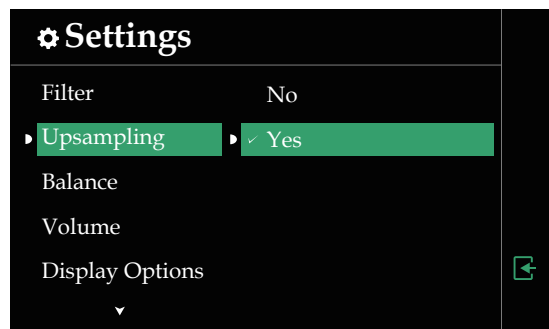 Settings
Filter
No
Upsampling
Yes
Balance
Volume
Display Options